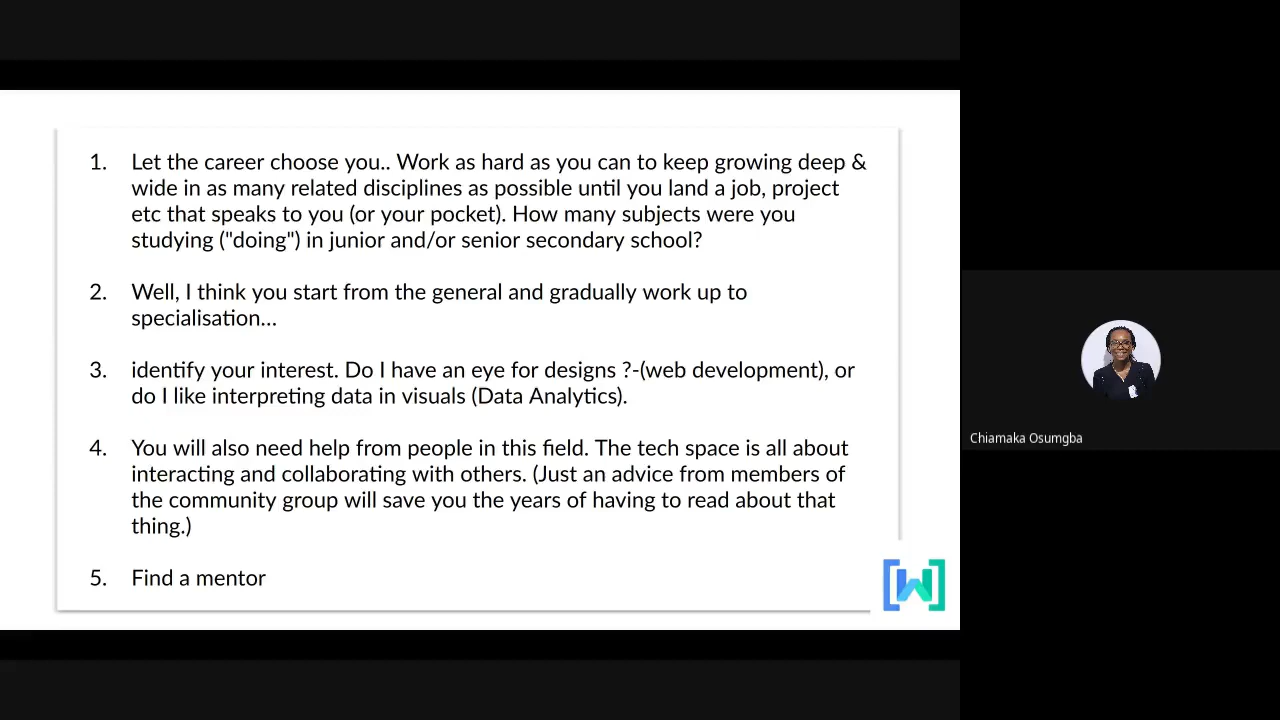 1. Let the career choose you.. Work as hard as you can to keep growing deep &
wide in as many related disciplines as possible until you land a job, project
etc that speaks to you (or your pocket). How many subjects were you
studying ("doing") in junior and/or senior secondary school?
2. Well, I think you start from the general and gradually work up to
specialisation...
3. identify your interest. Do I have an eye for designs ?-(web development), or
do I like interpreting data in visuals (Data Analytics).
4. You will also need help from people in this field. The tech space is all about
interacting and collaborating with others. (Just an advice from members of
the community group will save you the years of having to read about that
thing.)
5. Find a mentor
[W]
Chiamaka Osumgba